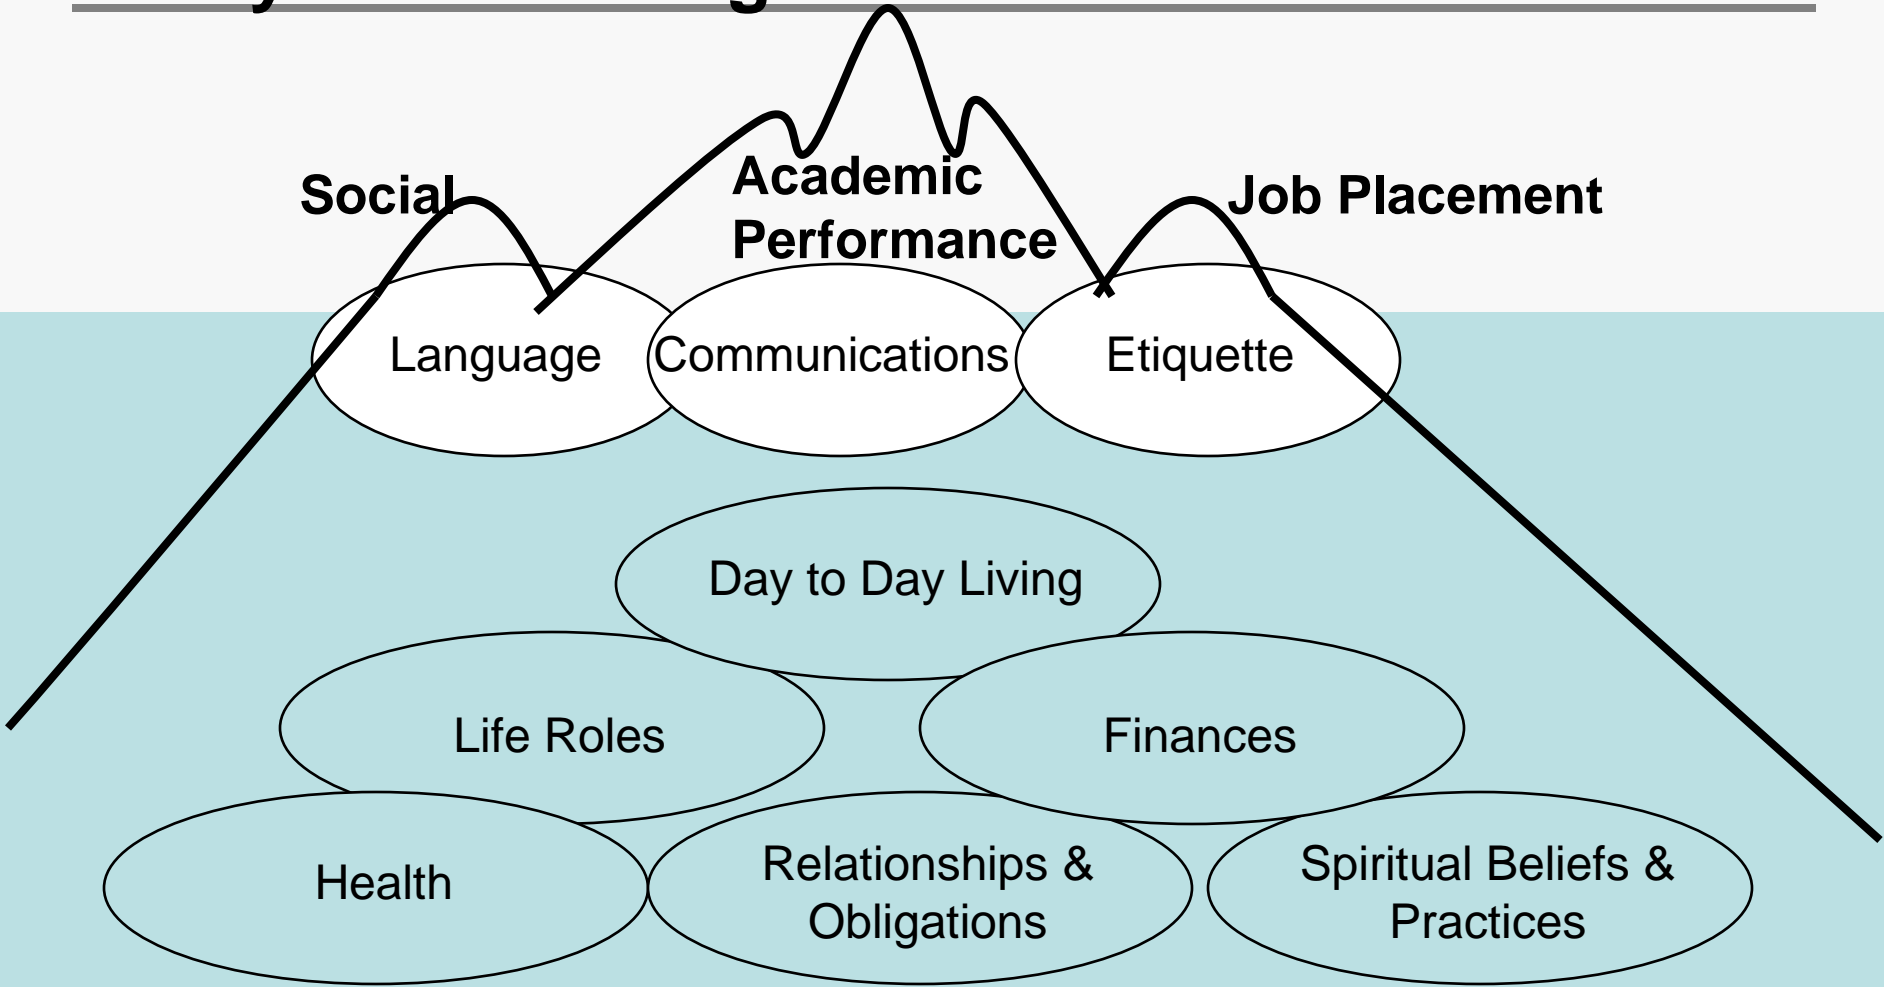 Social
Academic
Performance
Job Placement
Language
Communications
Etiquette
Day to Day Living
Life Roles
Finances
Health
Relationships &
Obligations
Spiritual Beliefs &
Practices